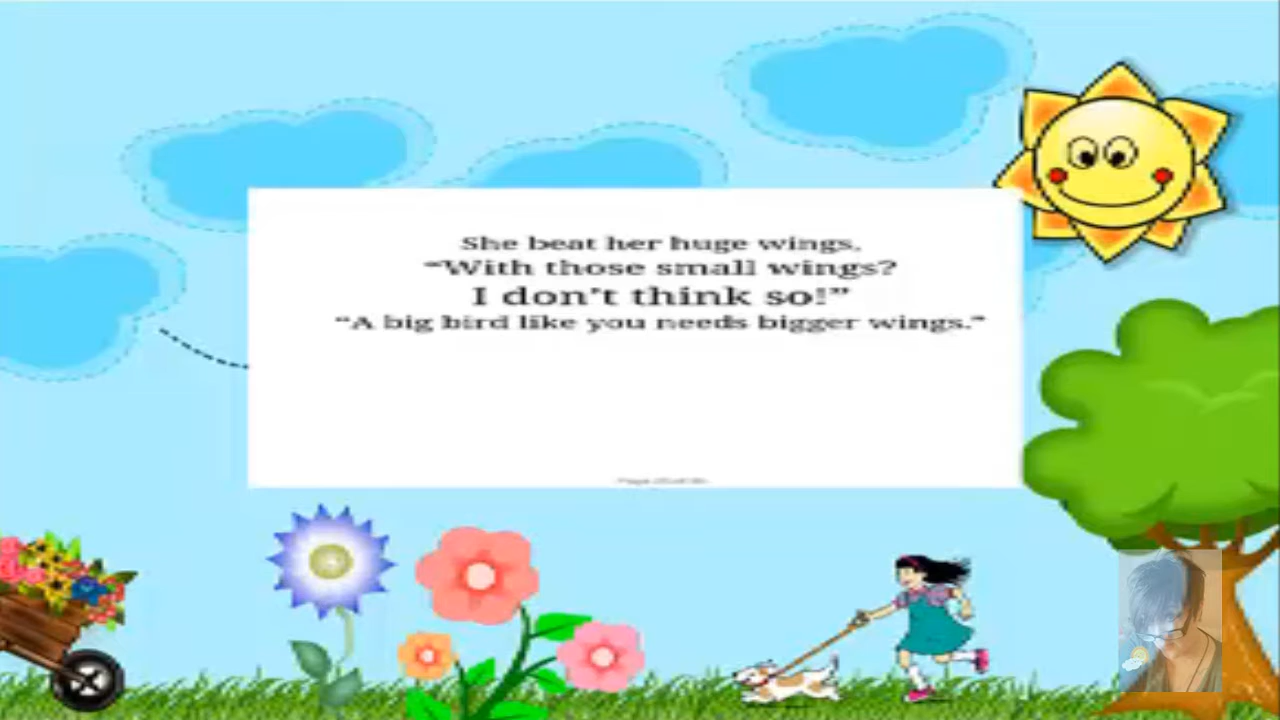 She beat her huge wings.
“With those small wings?
I don't think so!”
“A big bird like you needs bigger wings.”